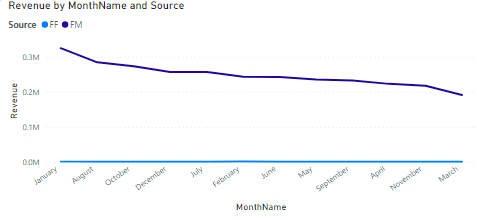 Revenue by MonthName and Source
Source FF FM
Revenue
0.3M
0.2M
0.1M
0.0M
January August October December July February June May September April November March
MonthName